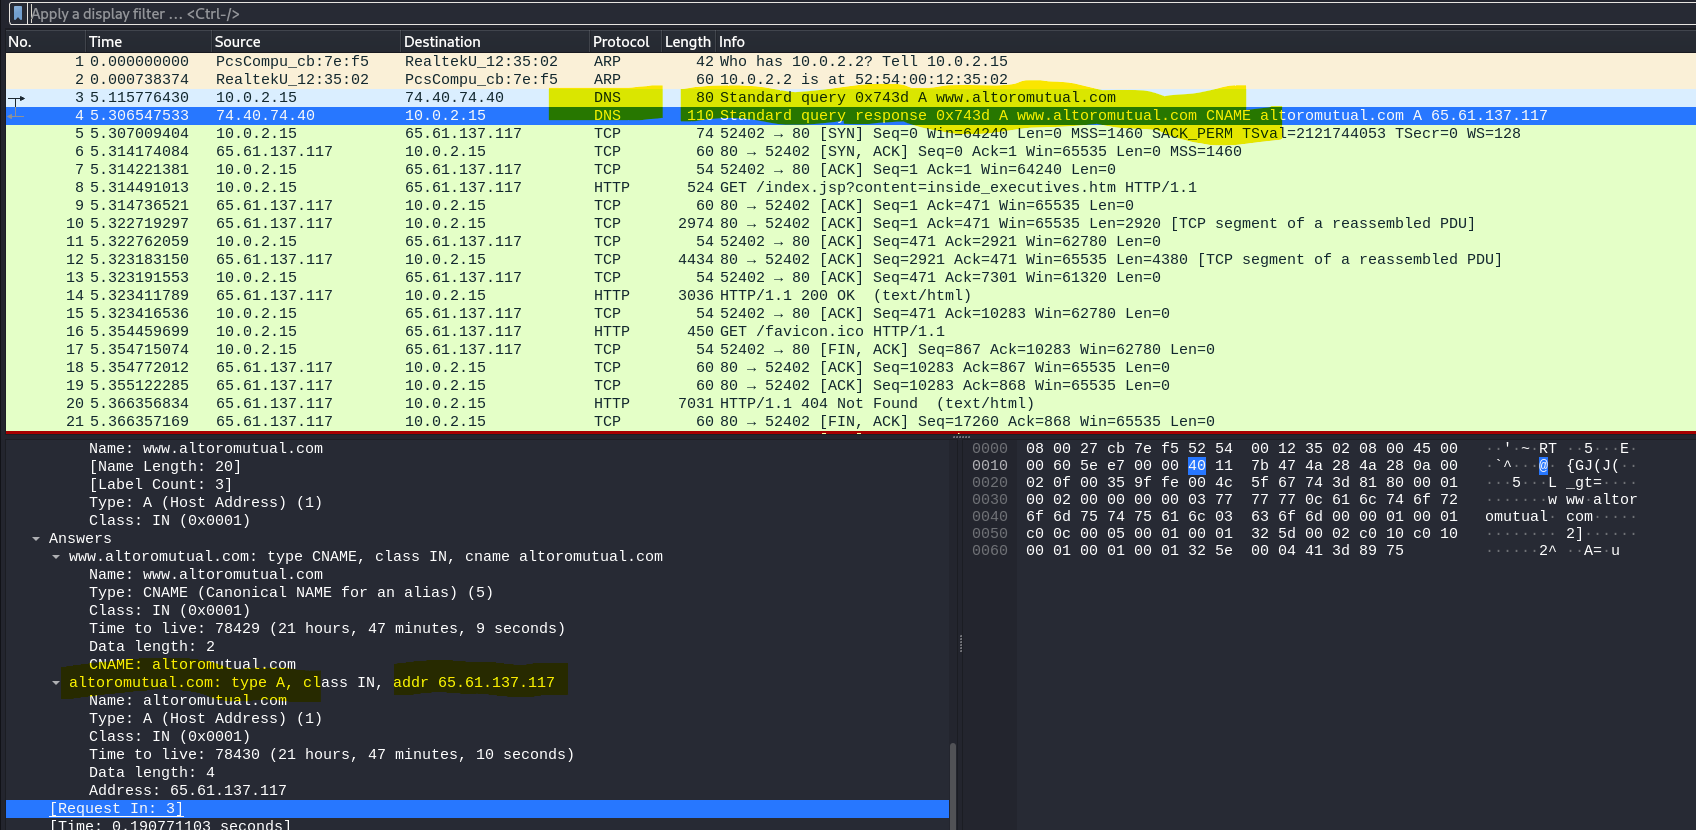 Apply a display filter … <Ctrl-/>
No. Time Source Destination Protocol Length Info
1 0.000000000 PcsCompu_cb:7e:f5 RealtekU_12:35:02 ARP 42 Who has 10.0.2.2? Tell 10.0.2.15
2 0.000738374 RealtekU_12:35:02 PcsCompu_cb:7e:f5 ARP 60 10.0.2.2 is at 52:54:00:12:35:02
3 5.115776430 10.0.2.15 74.40.74.40 DNS 80 Standard query 0x743d A www.altoromutual.com
4 5.306547533 74.40.74.40 10.0.2.15 DNS 110 Standard query response 0x743d A www.altoromutual.com CNAME altoromutual.com A 65.61.137.117
5 5.307009404 10.0.2.15 65.61.137.117 TCP 74 52402 → 80 [SYN] Seq=0 Win=64240 Len=0 MSS=1460 SACK_PERM TSval=2121744053 TSecr=0 WS=128
6 5.314174084 65.61.137.117 10.0.2.15 TCP 60 80 → 52402 [SYN, ACK] Seq=0 Ack=1 Win=65535 Len=0 MSS=1460
7 5.314221381 10.0.2.15 65.61.137.117 TCP 54 52402 → 80 [ACK] Seq=1 Ack=1 Win=64240 Len=0
8 5.314491013 10.0.2.15 65.61.137.117 HTTP 524 GET /index.jsp?content=inside_executives.htm HTTP/1.1
9 5.314736521 65.61.137.117 10.0.2.15 TCP 60 80 → 52402 [ACK] Seq=1 Ack=471 Win=65535 Len=0
10 5.322719297 65.61.137.117 10.0.2.15 TCP 2974 80 → 52402 [ACK] Seq=1 Ack=471 Win=65535 Len=2920 [TCP segment of a reassembled PDU]
11 5.322762059 10.0.2.15 65.61.137.117 TCP 54 52402 → 80 [ACK] Seq=471 Ack=2921 Win=62780 Len=0
12 5.323183150 65.61.137.117 10.0.2.15 TCP 4434 80 → 52402 [ACK] Seq=2921 Ack=471 Win=65535 Len=4380 [TCP segment of a reassembled PDU]
13 5.323191553 10.0.2.15 65.61.137.117 TCP 54 52402 → 80 [ACK] Seq=471 Ack=7301 Win=61320 Len=0
14 5.323411789 65.61.137.117 10.0.2.15 HTTP 3036 HTTP/1.1 200 OK  (text/html)
15 5.323416536 10.0.2.15 65.61.137.117 TCP 54 52402 → 80 [ACK] Seq=471 Ack=10283 Win=62780 Len=0
16 5.354459699 10.0.2.15 65.61.137.117 HTTP 450 GET /favicon.ico HTTP/1.1
17 5.354715074 10.0.2.15 65.61.137.117 TCP 54 52402 → 80 [FIN, ACK] Seq=867 Ack=10283 Win=62780 Len=0
18 5.354772012 65.61.137.117 10.0.2.15 TCP 60 80 → 52402 [ACK] Seq=10283 Ack=867 Win=65535 Len=0
19 5.355122285 65.61.137.117 10.0.2.15 TCP 60 80 → 52402 [ACK] Seq=10283 Ack=868 Win=65535 Len=0
20 5.366356834 65.61.137.117 10.0.2.15 HTTP 7031 HTTP/1.1 404 Not Found  (text/html)
21 5.366357169 65.61.137.117 10.0.2.15 TCP 60 80 → 52402 [FIN, ACK] Seq=17260 Ack=868 Win=65535 Len=0
Name: www.altoromutual.com
[Name Length: 20]
[Label Count: 3]
Type: A (Host Address) (1)
Class: IN (0x0001)
Answers
www.altoromutual.com: type CNAME, class IN, cname altoromutual.com
Name: www.altoromutual.com
Type: CNAME (Canonical NAME for an alias) (5)
Class: IN (0x0001)
Time to live: 78429 (21 hours, 47 minutes, 9 seconds)
Data length: 2
CNAME: altoromutual.com
altoromutual.com: type A, class IN, addr 65.61.137.117
Name: altoromutual.com
Type: A (Host Address) (1)
Class: IN (0x0001)
Time to live: 78430 (21 hours, 47 minutes, 10 seconds)
Data length: 4
Address: 65.61.137.117
[Request In: 3]
[Time: 0.190771103 seconds]
0000 08 00 27 cb 7e f5 52 54 00 12 35 02 08 00 45 00 ··'·~·RT ··5···E·
0010 00 60 5e e7 00 00 40 11 7b 47 4a 28 4a 28 0a 00 ·`^···@· {GJ(J(··
0020 02 0f 00 35 9f fe 00 4c 5f 67 74 3d 81 80 00 01 ···5···L _gt=····
0030 00 02 00 00 00 00 03 77 77 77 0c 61 6c 74 6f 72 ·······w ww·altor
0040 6f 6d 75 74 75 61 6c 03 63 6f 6d 00 00 01 00 01 omutual· com·····
0050 c0 0c 00 05 00 01 00 01 32 5d 00 02 c0 10 c0 10 ········ 2]······
0060 00 01 00 01 00 01 32 5e 00 04 41 3d 89 75 ······2^ ··A=·u